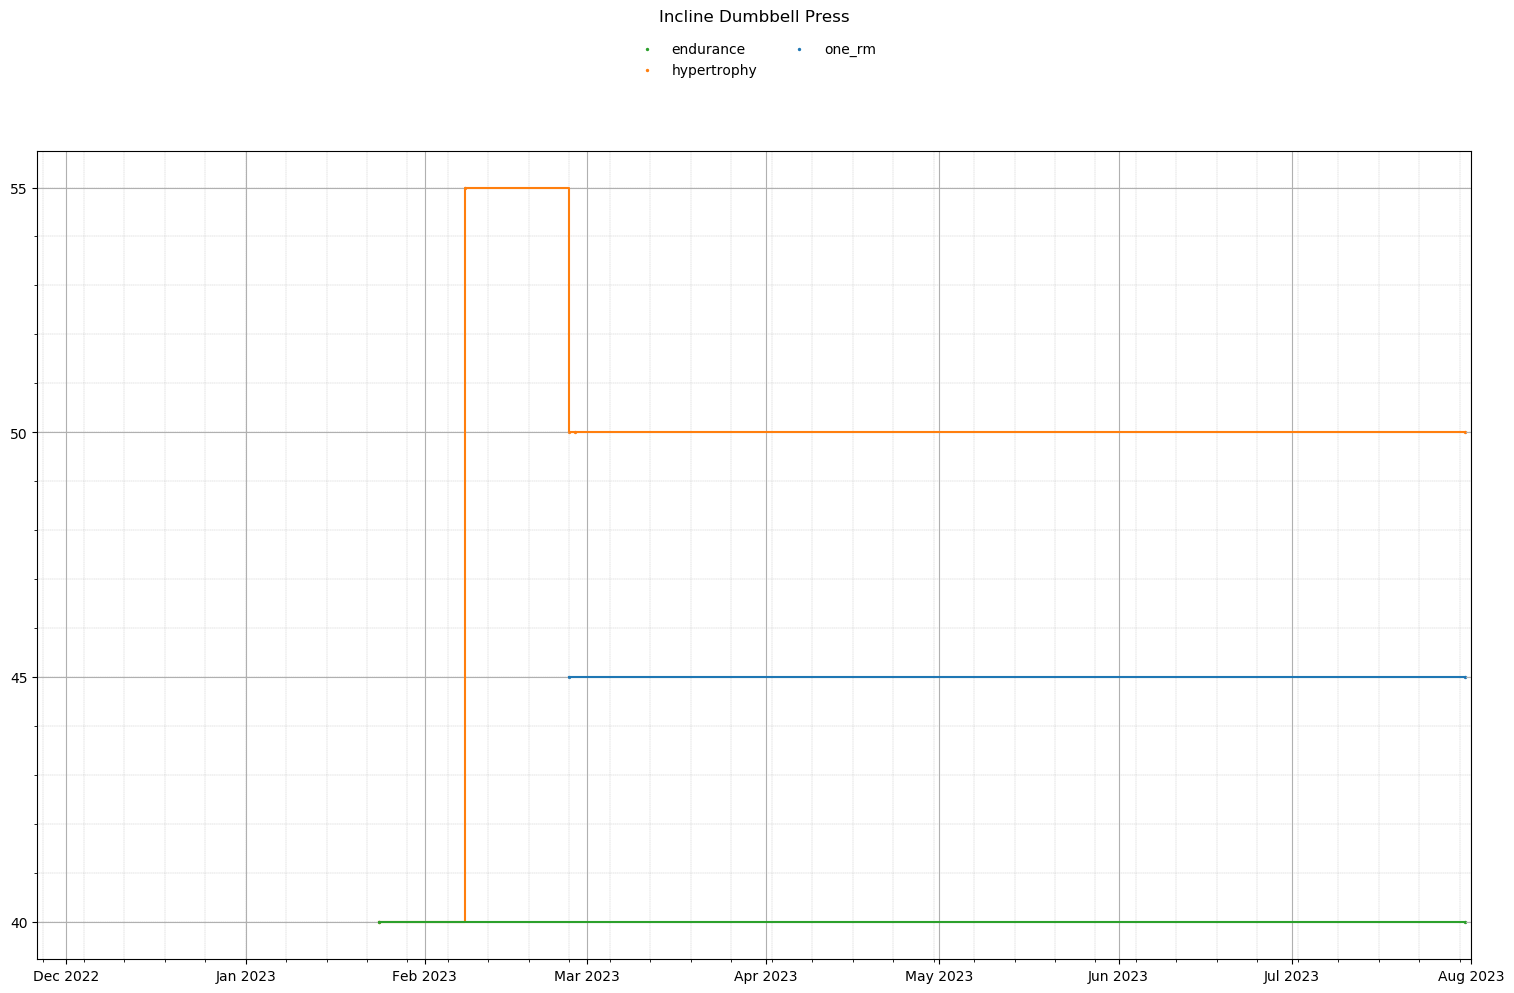 Incline Dumbbell Press
endurance
hypertrophy
one_rm
55
50
45
40
Dec 2022
Jan 2023
Feb 2023
Mar 2023
Apr 2023
May 2023
Jun 2023
Jul 2023
Aug 2023